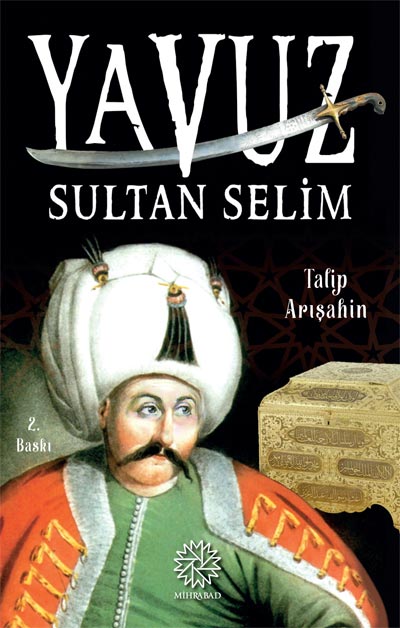 YAVUZ
SULTAN SELİM
Talip
Arışahin
2.
Baskı
MİHRABAD